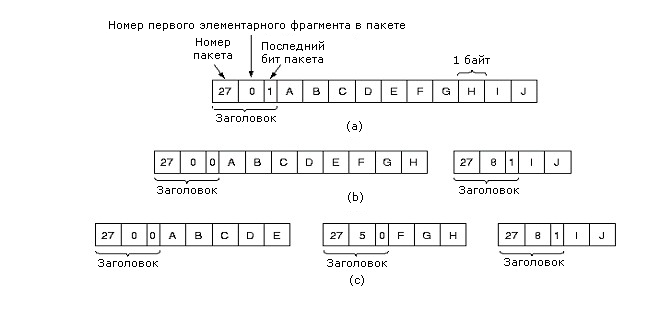 Номер первого элементарного фрагмента в пакете
Номер пакета
Последний бит пакета
1 байт
27 0 1 A B C D E F G H I J
Заголовок
(a)
27 0 0 A B C D E F G H
27 8 1 I J
Заголовок
Заголовок
(b)
27 0 0 A B C D E
27 5 0 F G H
27 8 1 I J
Заголовок
Заголовок
Заголовок
(c)